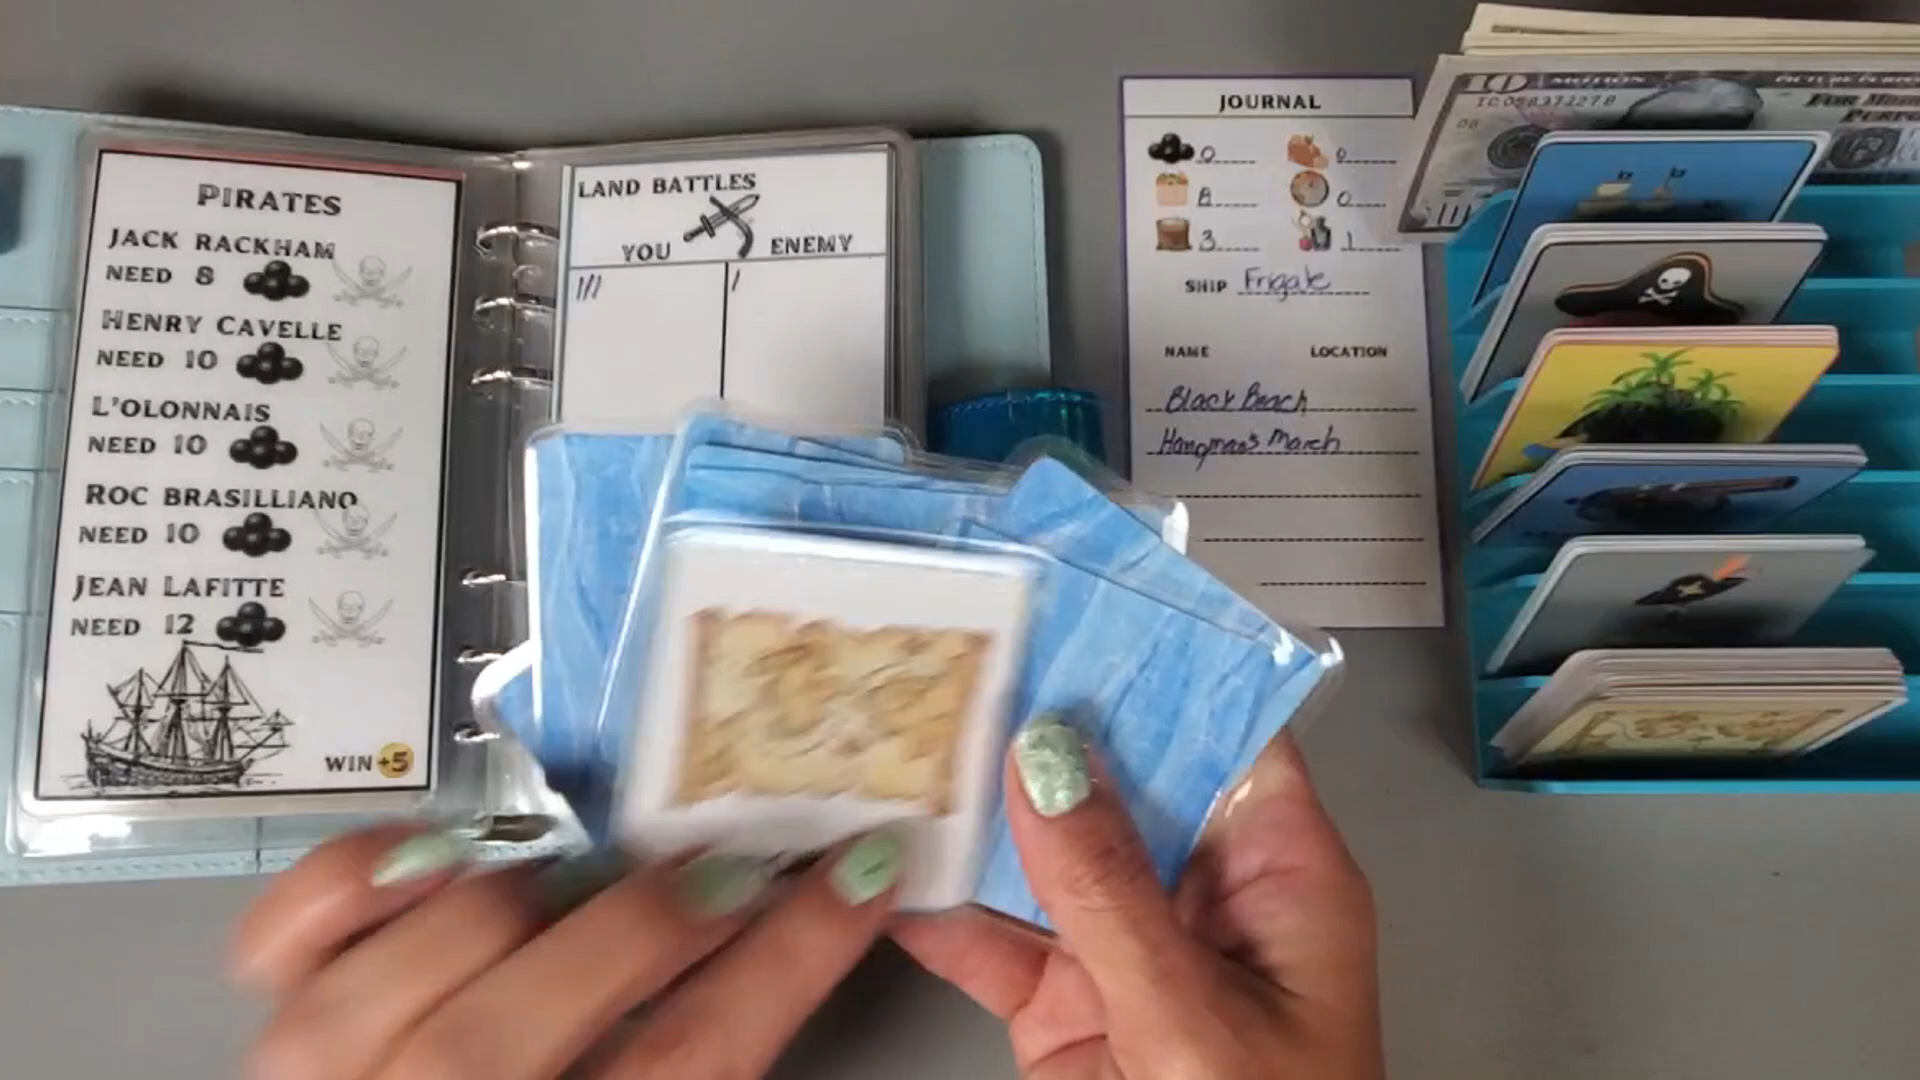 PIRATES
JACK RACKHAM
NEED 8
HENRY CAVELLE
NEED 10
L'OLONNAIS
NEED 10
ROC BRASILLIANO
NEED 10
JEAN LAFITTE
NEED 12
WIN +5
LAND BATTLES
YOU ENEMY
JOURNAL
0 0
8 0
3 1
SHIP Frigate
NAME LOCATION
Black Beach
Hangman's March
MOTION